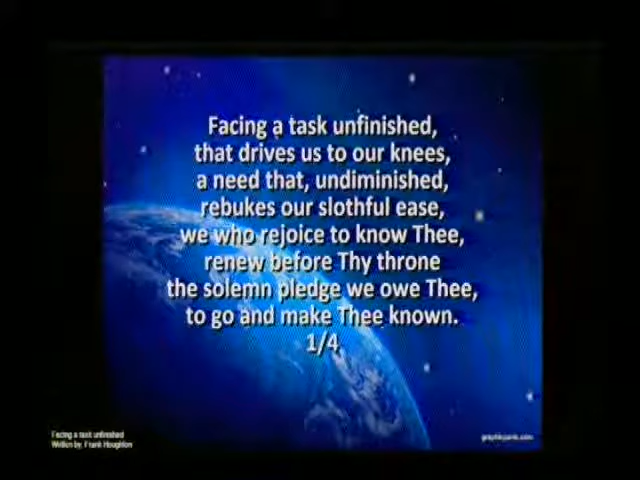 Facing a task unfinished,
that drives us to our knees,
a need that, undiminished,
rebukes our slothful ease,
we who rejoice to know Thee,
renew before Thy throne
the solemn pledge we owe Thee,
to go and make Thee known.
1/4
Facing a task unfinished
Written by: Frank Houghton